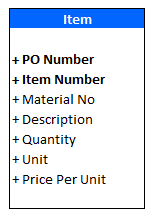 Item
+ PO Number
+ Item Number
+ Material No
+ Description
+ Quantity
+ Unit
+ Price Per Unit